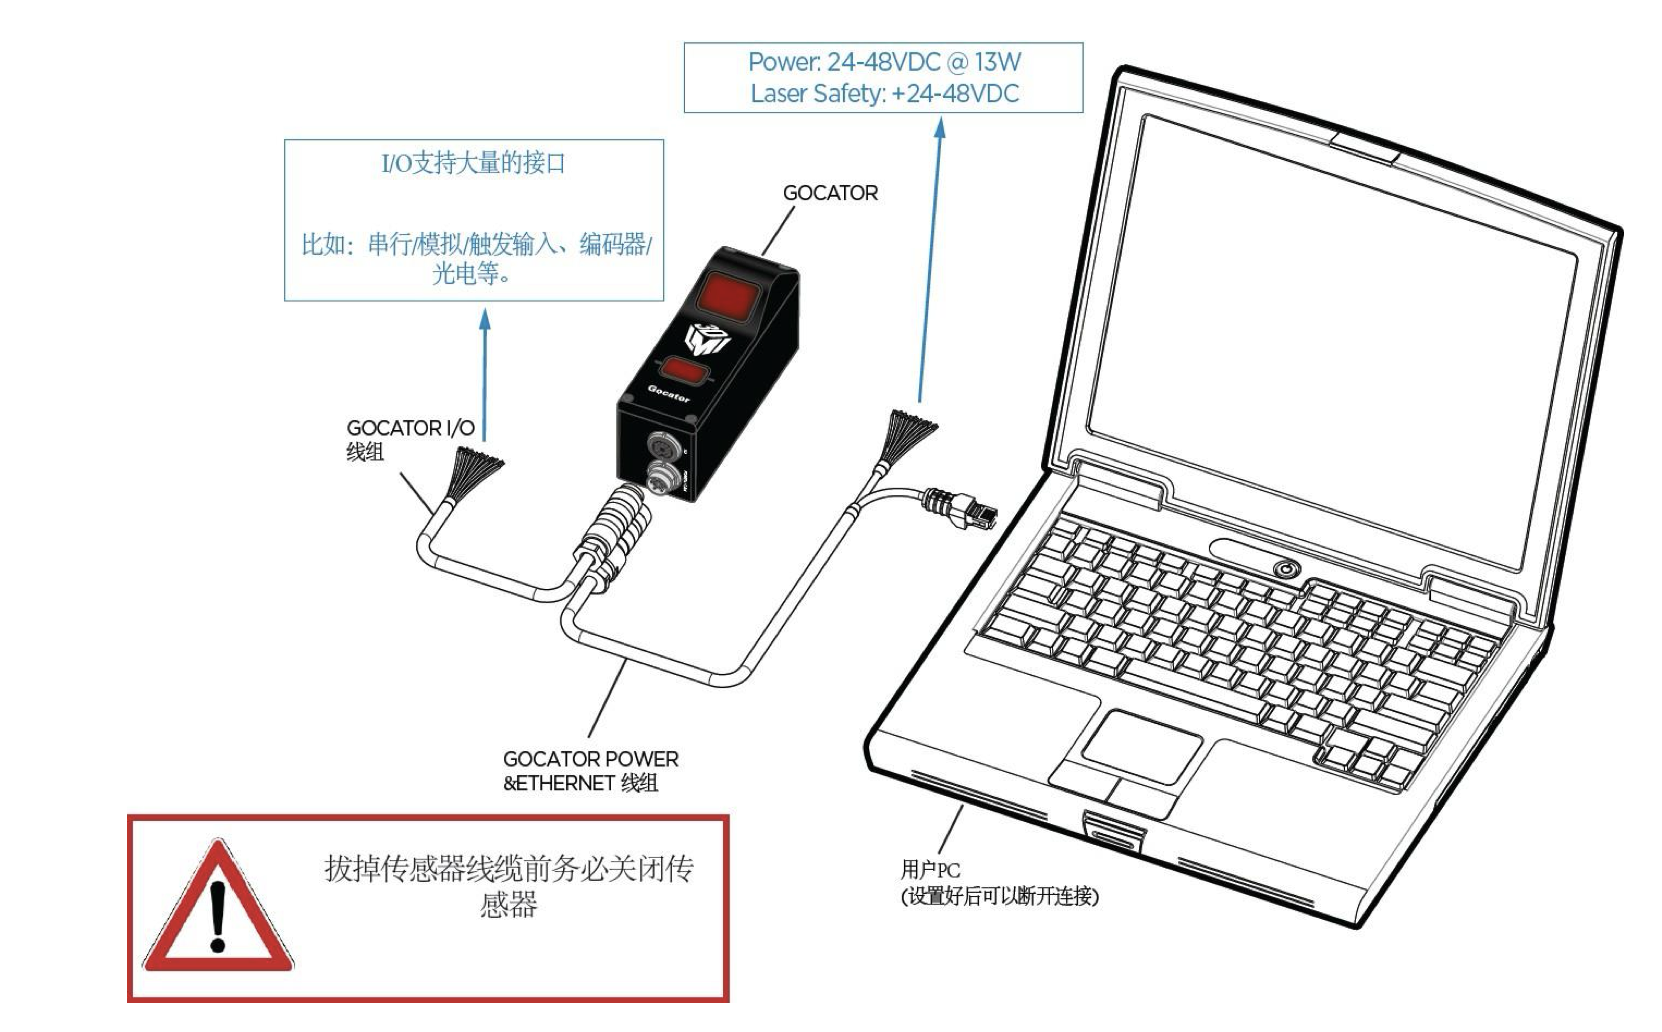 Power: 24-48VDC @ 13W
Laser Safety: +24-48VDC
I/O支持大量的接口
比如：串行/模拟/触发输入、编码器/
光电等。
GOCATOR
3D
LMI
Gocator
GOCATOR I/O
线组
GOCATOR POWER
&ETHERNET 线组
拔掉传感器线缆前务必关闭传
感器
用户PC
(设置好后可以断开连接)